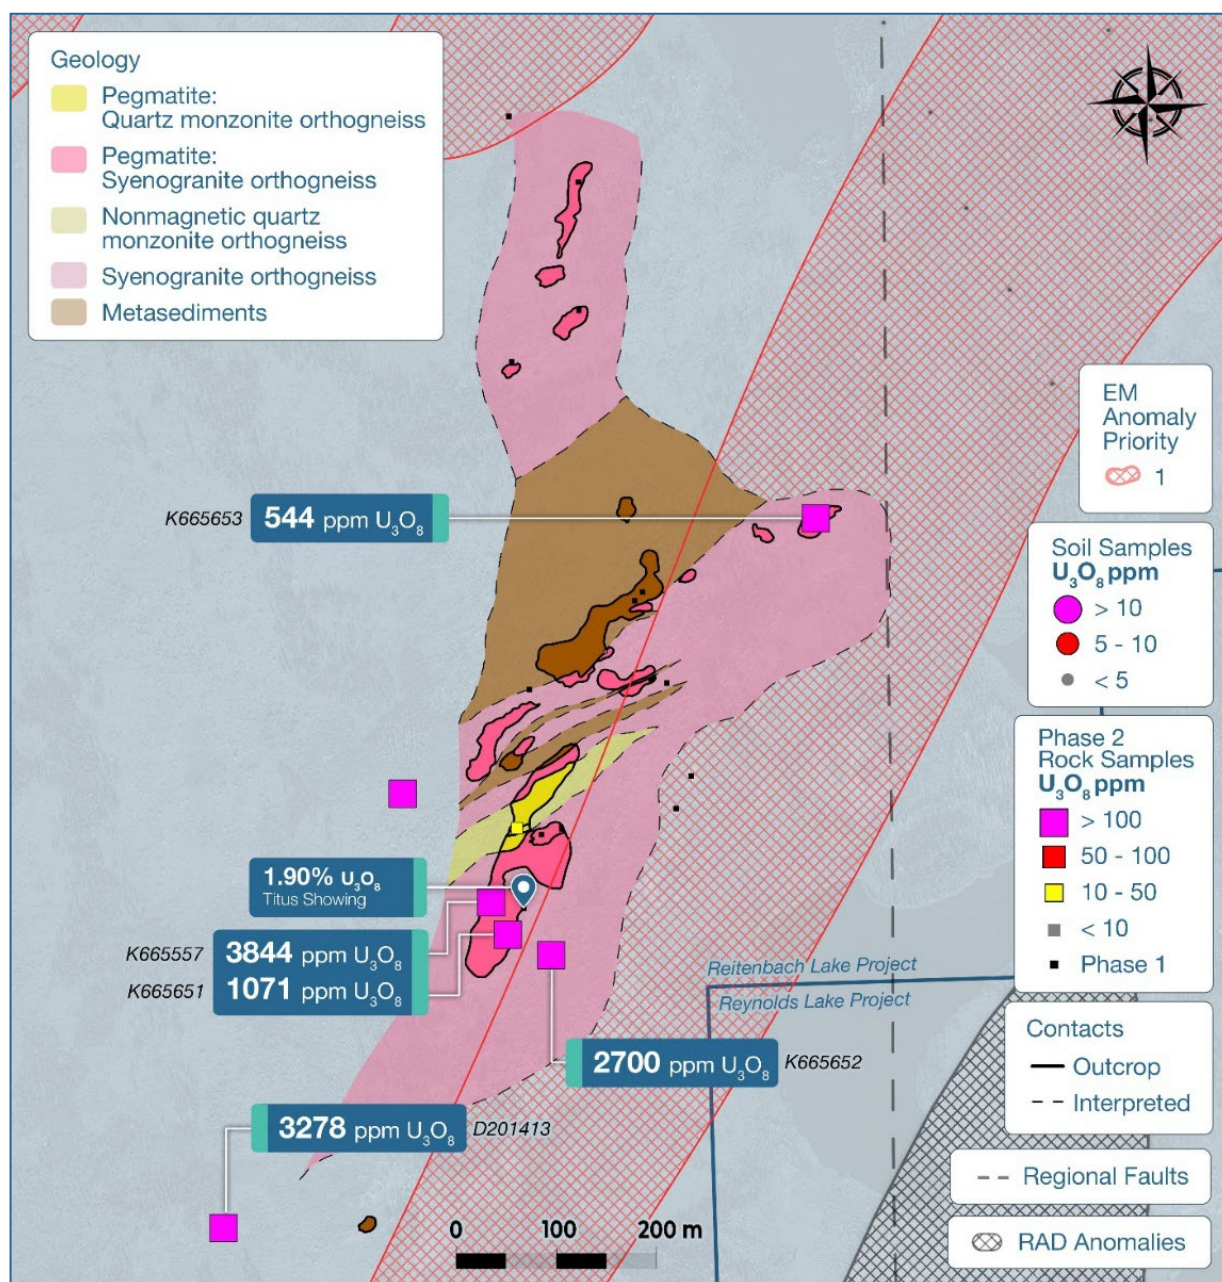 Geology
Pegmatite:
Quartz monzonite orthogneiss
Pegmatite:
Syenogranite orthogneiss
Nonmagnetic quartz
monzonite orthogneiss
Syenogranite orthogneiss
Metasediments
EM
Anomaly
Priority
1
K665653 544 ppm U₃O₈
Soil Samples
U₃O₈ ppm
> 10
5 - 10
< 5
Phase 2
Rock Samples
U₃O₈ ppm
> 100
50 - 100
10 - 50
< 10
Phase 1
1.90% U₃O₈
Titus Showing
K665557 3844 ppm U₃O₈
K665651 1071 ppm U₃O₈
Reitenbach Lake Project
Reynolds Lake Project
2700 ppm U₃O₈ K665652
3278 ppm U₃O₈ D201413
Contacts
Outcrop
Interpreted
Regional Faults
RAD Anomalies
0 100 200 m